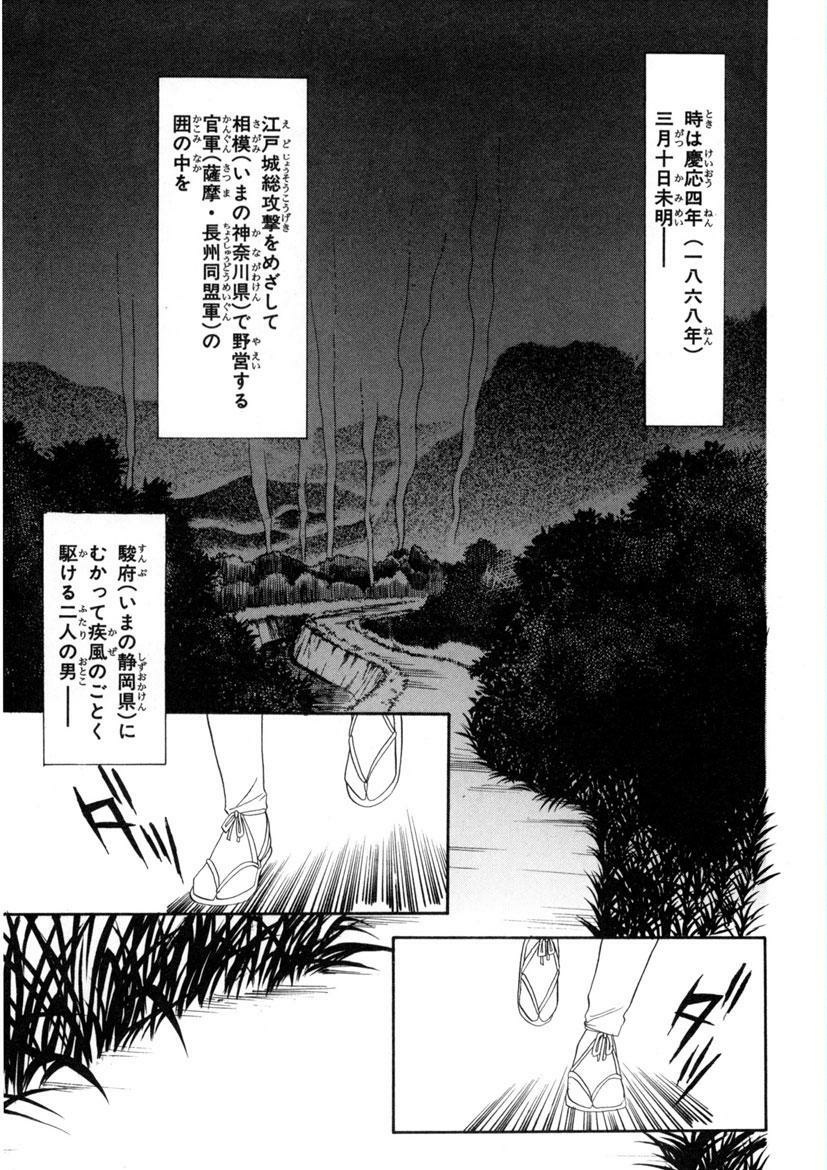 時は慶応四年(一八六八年)
三月十日未明──
江戸城総攻撃をめざして
相模(いまの神奈川県)で野営する
官軍(薩摩・長州同盟軍)の
囲の中を
駿府(いまの静岡県)に
むかって疾風のごとく
駆ける二人の男──
ダッ
ダッ